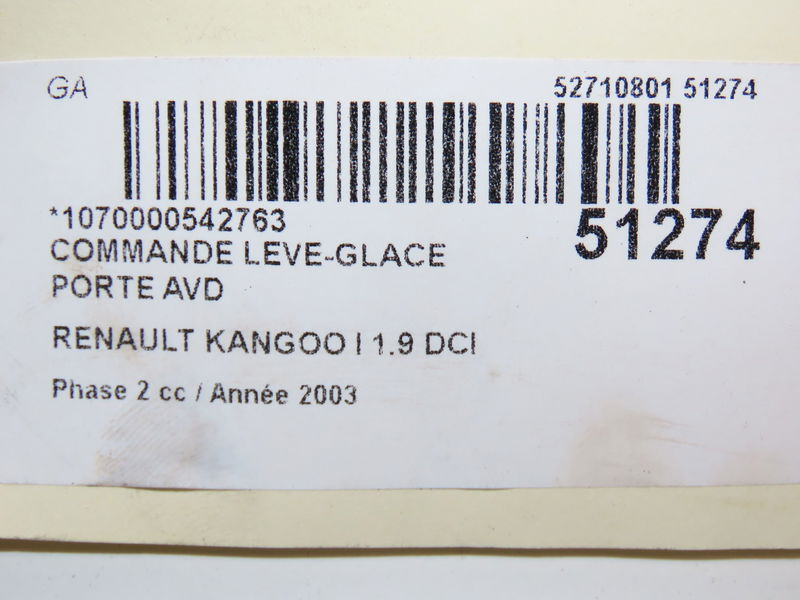 GA 52710801 51274
*1070000542763
51274
COMMANDE LEVE-GLACE
PORTE AVD
RENAULT KANGOO I 1.9 DCI
Phase 2 cc / Année 2003